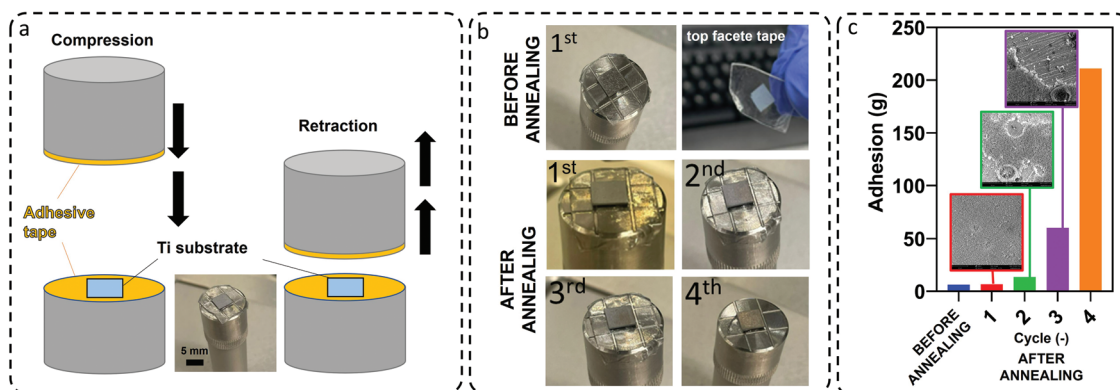 a
Compression
Retraction
Adhesive
tape
Ti substrate
5 mm
b
BEFORE
ANNEALING
1st
top facete tape
AFTER
ANNEALING
1st
2nd
3rd
4th
c
Adhesion (g)
250
200
150
100
50
0
BEFORE
ANNEALING
1
2
3
4
Cycle (-)
AFTER
ANNEALING